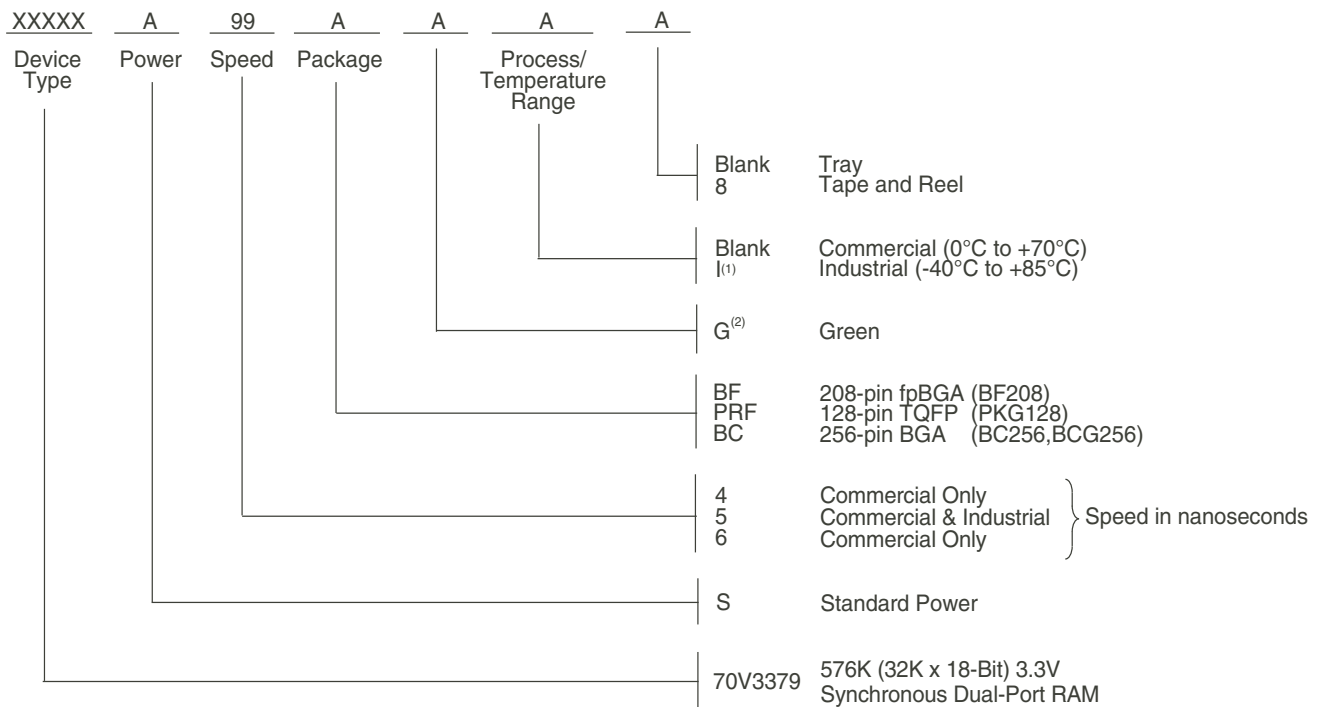 XXXXX A 99 A A A A
Device Type Power Speed Package Process/ Temperature Range
Blank Tray
8 Tape and Reel
Blank Commercial (0°C to +70°C)
I(1) Industrial (-40°C to +85°C)
G(2) Green
BF 208-pin fpBGA (BF208)
PRF 128-pin TQFP (PKG128)
BC 256-pin BGA (BC256,BCG256)
4 Commercial Only
5 Commercial & Industrial Speed in nanoseconds
6 Commercial Only
S Standard Power
70V3379 576K (32K x 18-Bit) 3.3V
Synchronous Dual-Port RAM